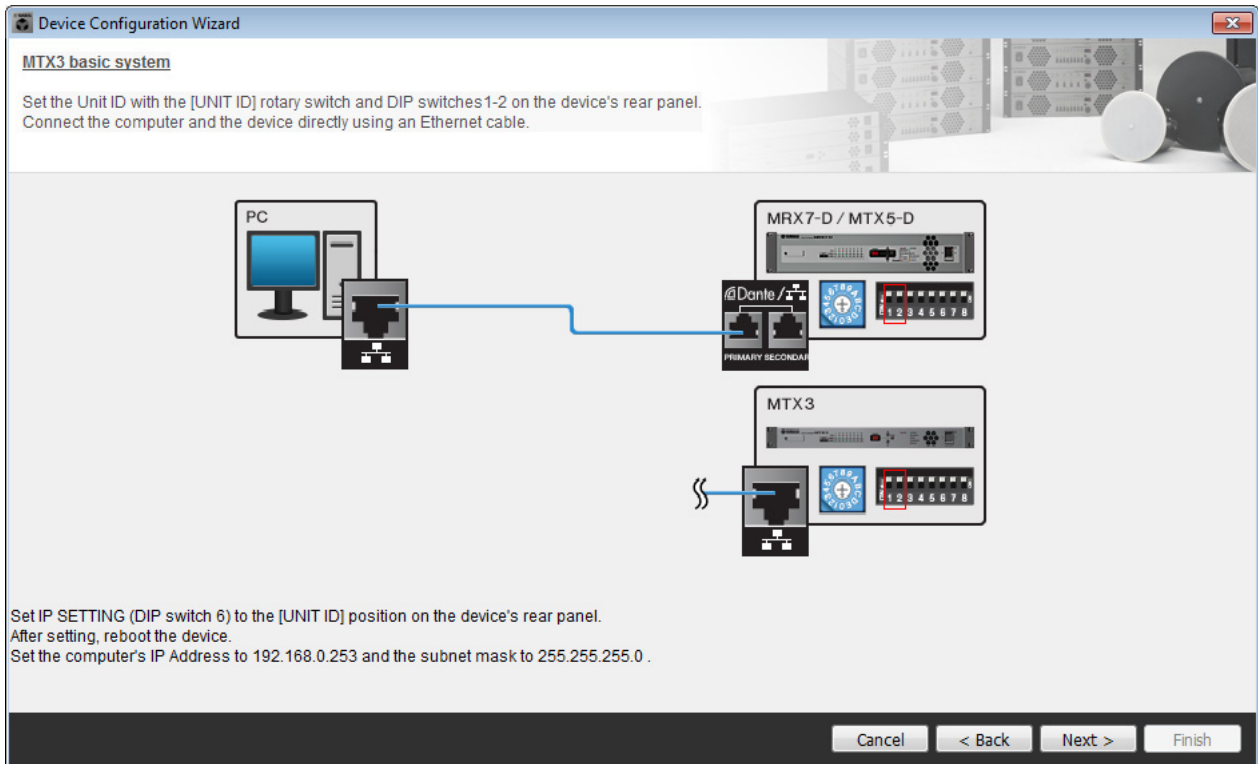 Device Configuration Wizard
MTX3 basic system
Set the Unit ID with the [UNIT ID] rotary switch and DIP switches1-2 on the device's rear panel.
Connect the computer and the device directly using an Ethernet cable.
PC
MRX7-D / MTX5-D
Dante /
PRIMARY SECONDAR
1 2 3 4 5 6 7 8
MTX3
1 2 3 4 5 6 7 8
Set IP SETTING (DIP switch 6) to the [UNIT ID] position on the device's rear panel.
After setting, reboot the device.
Set the computer's IP Address to 192.168.0.253 and the subnet mask to 255.255.255.0 .
Cancel
< Back
Next >
Finish